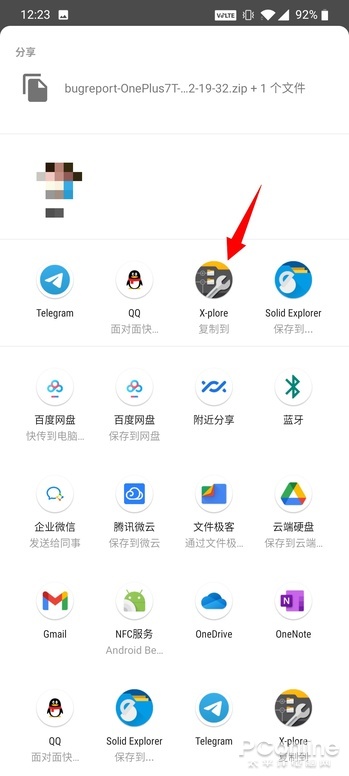 12:23
VoLTE
92%
分享
bugreport-OnePlus7T-...2-19-32.zip + 1 个文件
Telegram
QQ
X-plore
Solid Explorer
面对面快...
复制到
保存到...
百度网盘
百度网盘
附近分享
蓝牙
快传到电脑...
保存到网盘
企业微信
腾讯微云
文件极客
云端硬盘
发送给同事
保存到微云
通过文件极...
保存到云端...
Gmail
NFC服务
OneDrive
OneNote
Android Be...
QQ
Solid Explorer
Telegram
X-plore
面对面快...
保存到...
复制到
PConline
太平洋电脑网